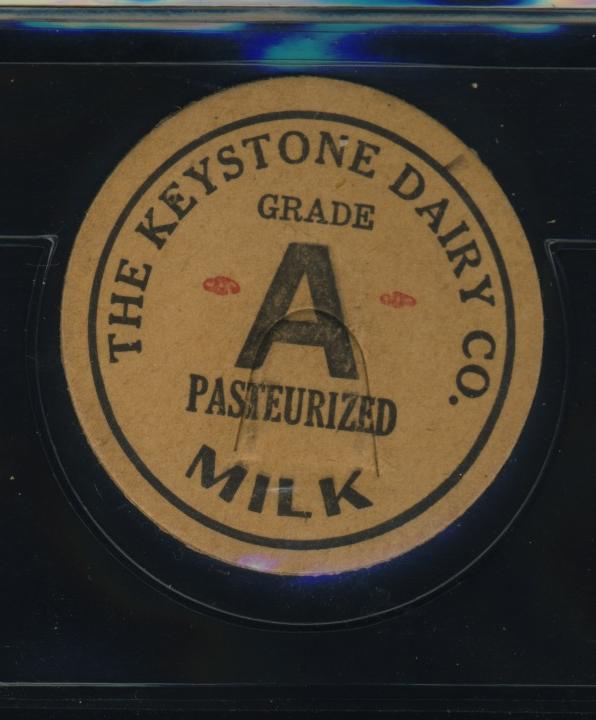 THE KEYSTONE DAIRY CO.
GRADE
A
PASTEURIZED
MILK